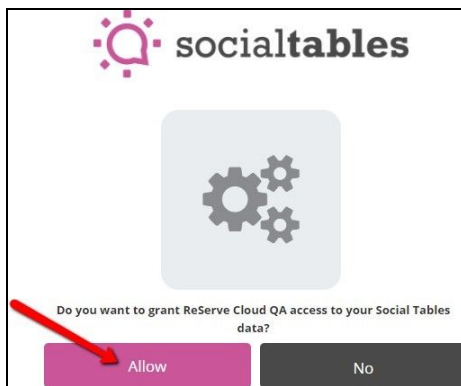 socialtables
Do you want to grant ReServe Cloud QA access to your Social Tables
data?
Allow
No